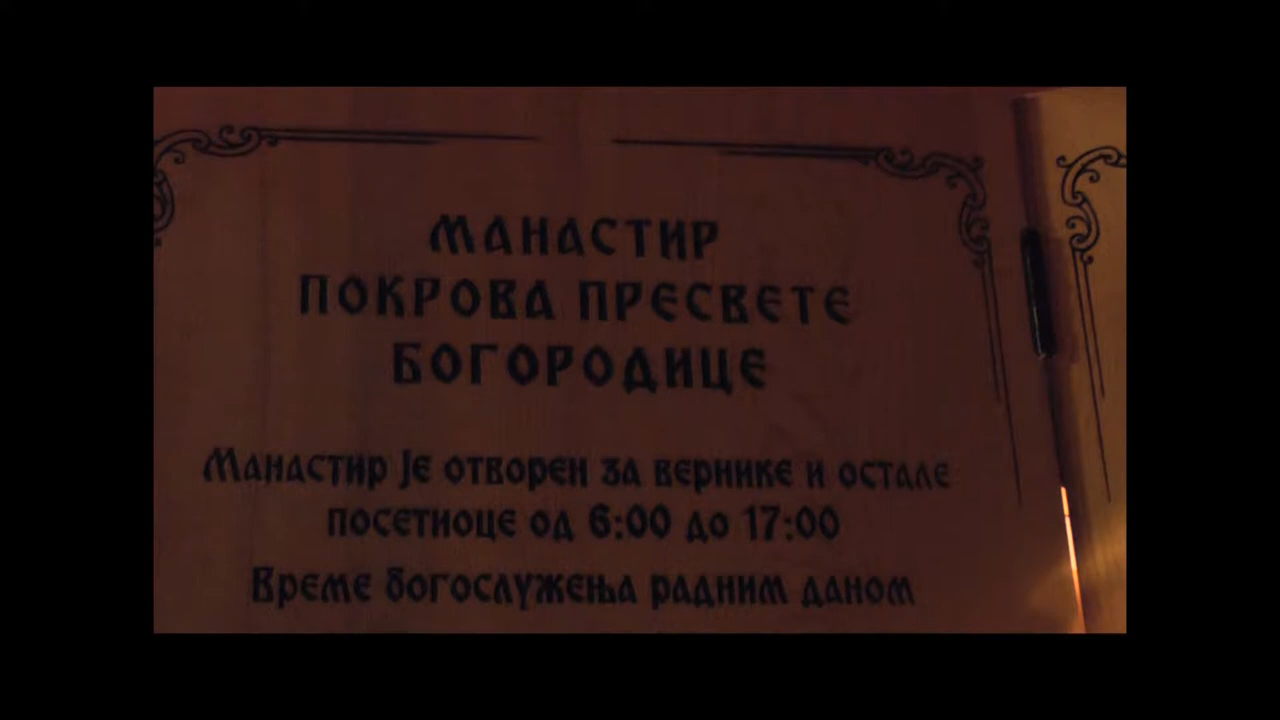 МАНАСТИР
ПОКРОВА ПРЕСВЕТЕ
БОГОРОДИЦЕ
Манастир је отворен за вернике и остале
посетиоце од 6:00 до 17:00
Време богослужења радним даном